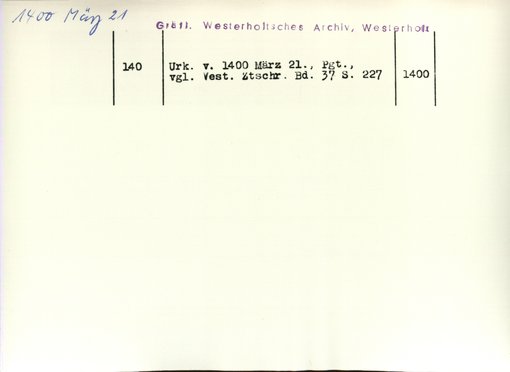 1400 März 21
Gräfl. Westerholtsches Archiv, Westerholt
140 Urk. v. 1400 März 21., Pgt., 
vgl. West. Ztschr. Bd. 37 S. 227 1400